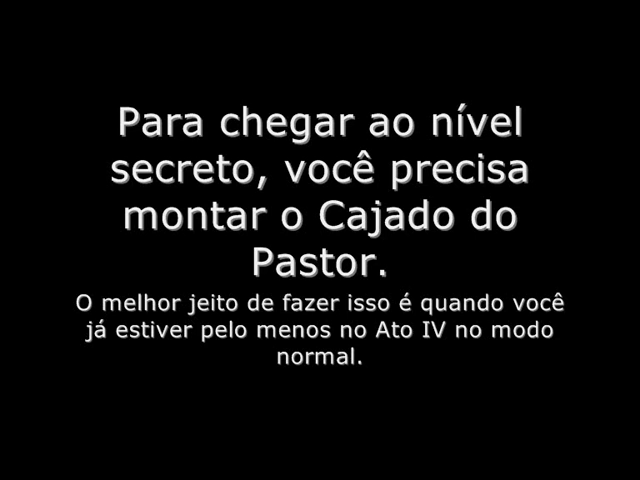 Para chegar ao nível
secreto, você precisa
montar o Cajado do
Pastor.
O melhor jeito de fazer isso é quando você
já estiver pelo menos no Ato IV no modo
normal.